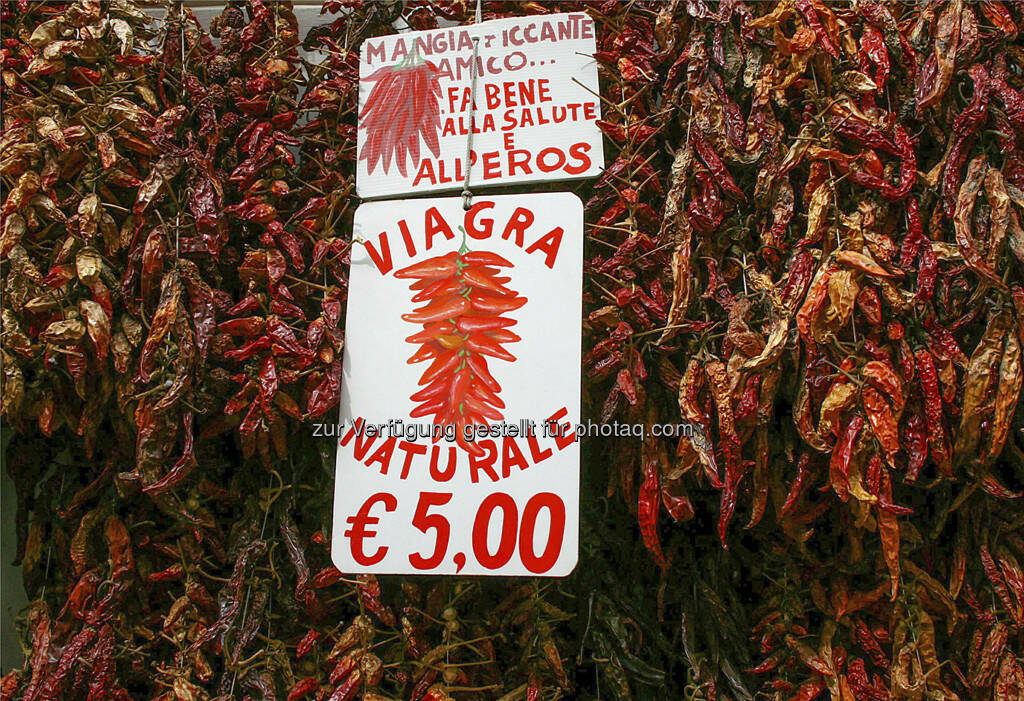 MANGIA PICCANTE
AMICO...
FA BENE
ALLA SALUTE
E
ALL'EROS
VIAGRA
NATURALE
€ 5,00
zur Verfügung gestellt für photaq.com